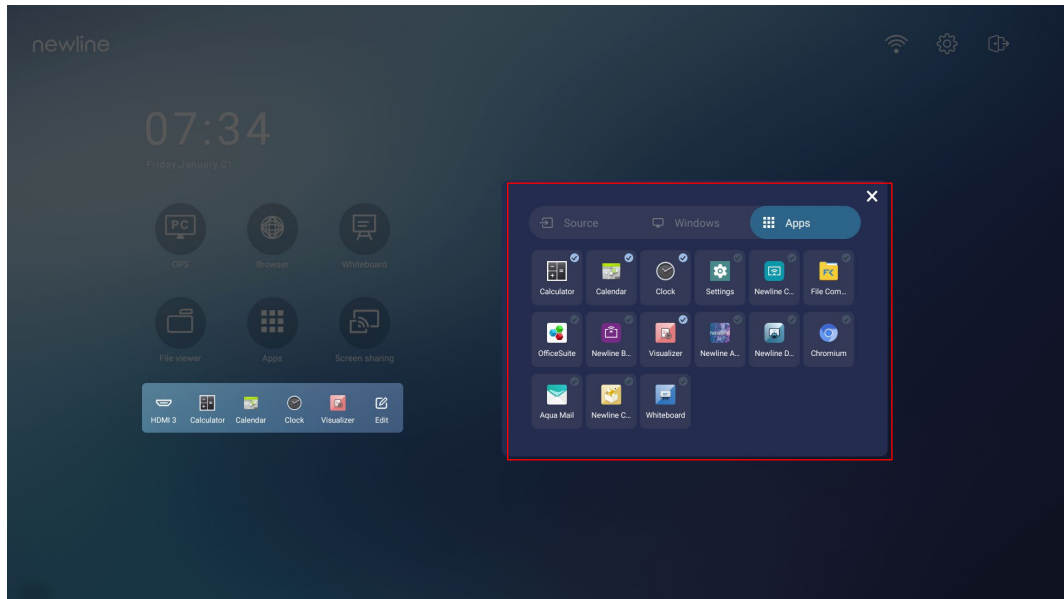 newline
07:34
Friday,January 01
PC
OPS
Browser
Whiteboard
File viewer
Apps
Screen sharing
HDMI 3
Calculator
Calendar
Clock
Visualizer
Edit
Source
Windows
Apps
Calculator
Calendar
Clock
Settings
Newline C...
File Com...
OfficeSuite
Newline B...
Visualizer
Newline A...
Newline D...
Chromium
Aqua Mail
Newline C...
Whiteboard